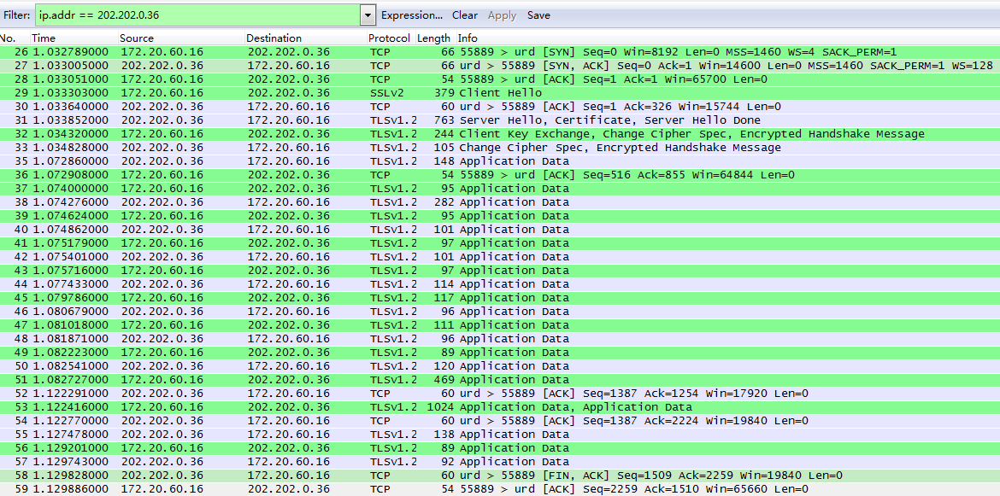 Filter: ip.addr == 202.202.0.36 Expression... Clear Apply Save
No. Time Source Destination Protocol Length Info
26 1.032789000 172.20.60.16 202.202.0.36 TCP 66 55889 > urd [SYN] Seq=0 Win=8192 Len=0 MSS=1460 WS=4 SACK_PERM=1
27 1.033005000 202.202.0.36 172.20.60.16 TCP 66 urd > 55889 [SYN, ACK] Seq=0 Ack=1 Win=14600 Len=0 MSS=1460 SACK_PERM=1 WS=128
28 1.033051000 172.20.60.16 202.202.0.36 TCP 54 55889 > urd [ACK] Seq=1 Ack=1 Win=65700 Len=0
29 1.033303000 172.20.60.16 202.202.0.36 SSLv2 379 Client Hello
30 1.033640000 202.202.0.36 172.20.60.16 TCP 60 urd > 55889 [ACK] Seq=1 Ack=326 Win=15744 Len=0
31 1.033852000 202.202.0.36 172.20.60.16 TLSv1.2 763 Server Hello, Certificate, Server Hello Done
32 1.034320000 172.20.60.16 202.202.0.36 TLSv1.2 244 Client Key Exchange, Change Cipher Spec, Encrypted Handshake Message
33 1.034828000 202.202.0.36 172.20.60.16 TLSv1.2 105 Change Cipher Spec, Encrypted Handshake Message
35 1.072860000 202.202.0.36 172.20.60.16 TLSv1.2 148 Application Data
36 1.072908000 172.20.60.16 202.202.0.36 TCP 54 55889 > urd [ACK] Seq=516 Ack=855 Win=64844 Len=0
37 1.074000000 172.20.60.16 202.202.0.36 TLSv1.2 95 Application Data
38 1.074276000 202.202.0.36 172.20.60.16 TLSv1.2 282 Application Data
39 1.074624000 172.20.60.16 202.202.0.36 TLSv1.2 95 Application Data
40 1.074862000 202.202.0.36 172.20.60.16 TLSv1.2 101 Application Data
41 1.075179000 172.20.60.16 202.202.0.36 TLSv1.2 97 Application Data
42 1.075401000 202.202.0.36 172.20.60.16 TLSv1.2 101 Application Data
43 1.075716000 172.20.60.16 202.202.0.36 TLSv1.2 97 Application Data
44 1.077433000 202.202.0.36 172.20.60.16 TLSv1.2 114 Application Data
45 1.079786000 172.20.60.16 202.202.0.36 TLSv1.2 117 Application Data
46 1.080679000 202.202.0.36 172.20.60.16 TLSv1.2 96 Application Data
47 1.081018000 172.20.60.16 202.202.0.36 TLSv1.2 111 Application Data
48 1.081871000 202.202.0.36 172.20.60.16 TLSv1.2 96 Application Data
49 1.082223000 172.20.60.16 202.202.0.36 TLSv1.2 89 Application Data
50 1.082541000 202.202.0.36 172.20.60.16 TLSv1.2 120 Application Data
51 1.082727000 172.20.60.16 202.202.0.36 TLSv1.2 469 Application Data
52 1.122291000 202.202.0.36 172.20.60.16 TCP 60 urd > 55889 [ACK] Seq=1387 Ack=1254 Win=17920 Len=0
53 1.122416000 172.20.60.16 202.202.0.36 TLSv1.2 1024 Application Data, Application Data
54 1.122770000 202.202.0.36 172.20.60.16 TCP 60 urd > 55889 [ACK] Seq=1387 Ack=2224 Win=19840 Len=0
55 1.127478000 202.202.0.36 172.20.60.16 TLSv1.2 138 Application Data
56 1.129201000 172.20.60.16 202.202.0.36 TLSv1.2 89 Application Data
57 1.129743000 202.202.0.36 172.20.60.16 TLSv1.2 92 Application Data
58 1.129828000 202.202.0.36 172.20.60.16 TCP 60 urd > 55889 [FIN, ACK] Seq=1509 Ack=2259 Win=19840 Len=0
59 1.129886000 172.20.60.16 202.202.0.36 TCP 54 55889 > urd [ACK] Seq=2259 Ack=1510 Win=65660 Len=0